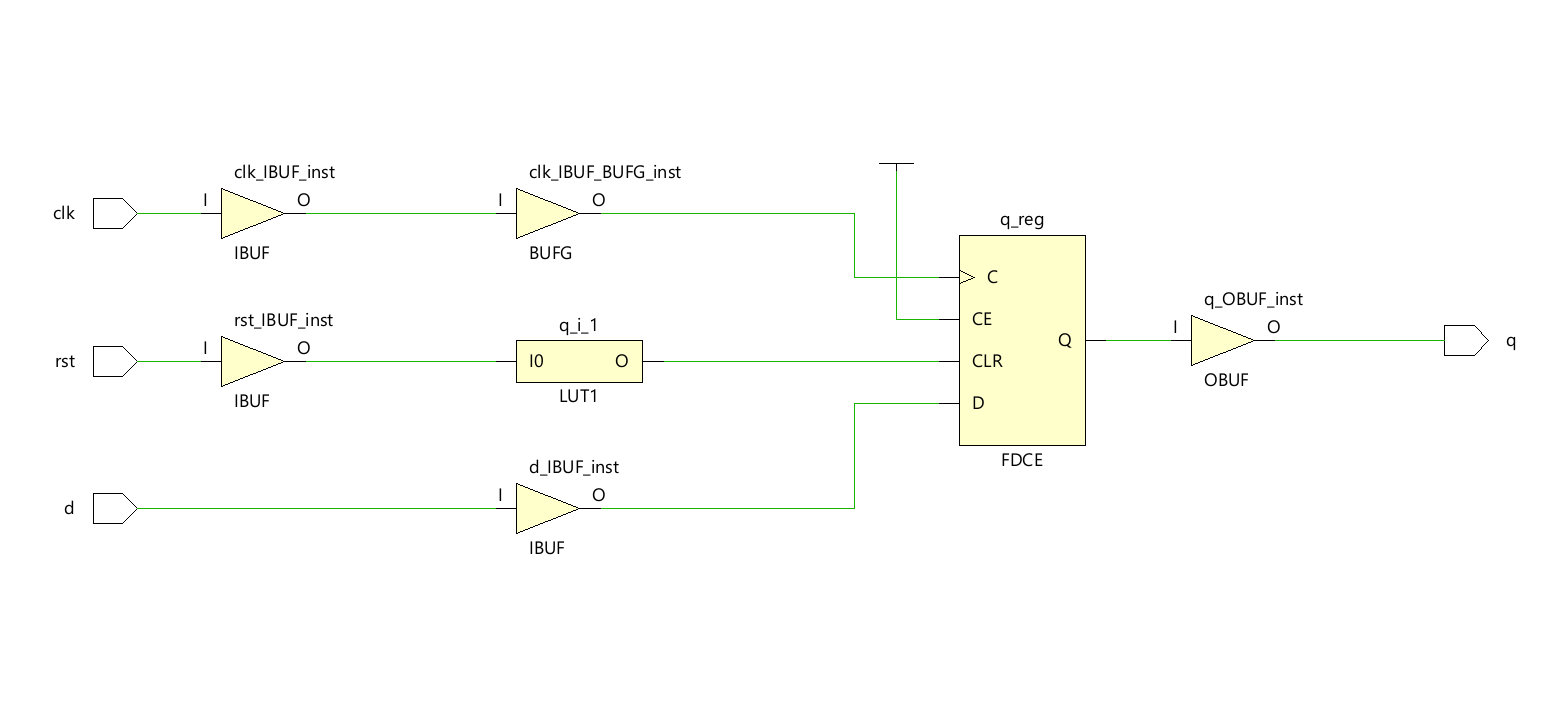 clk
I
clk_IBUF_inst
O
IBUF
I
clk_IBUF_BUFG_inst
O
BUFG
rst
I
rst_IBUF_inst
O
IBUF
q_i_1
I0
O
LUT1
d
I
d_IBUF_inst
O
IBUF
q_reg
C
CE
CLR
D
Q
FDCE
I
q_OBUF_inst
O
OBUF
q